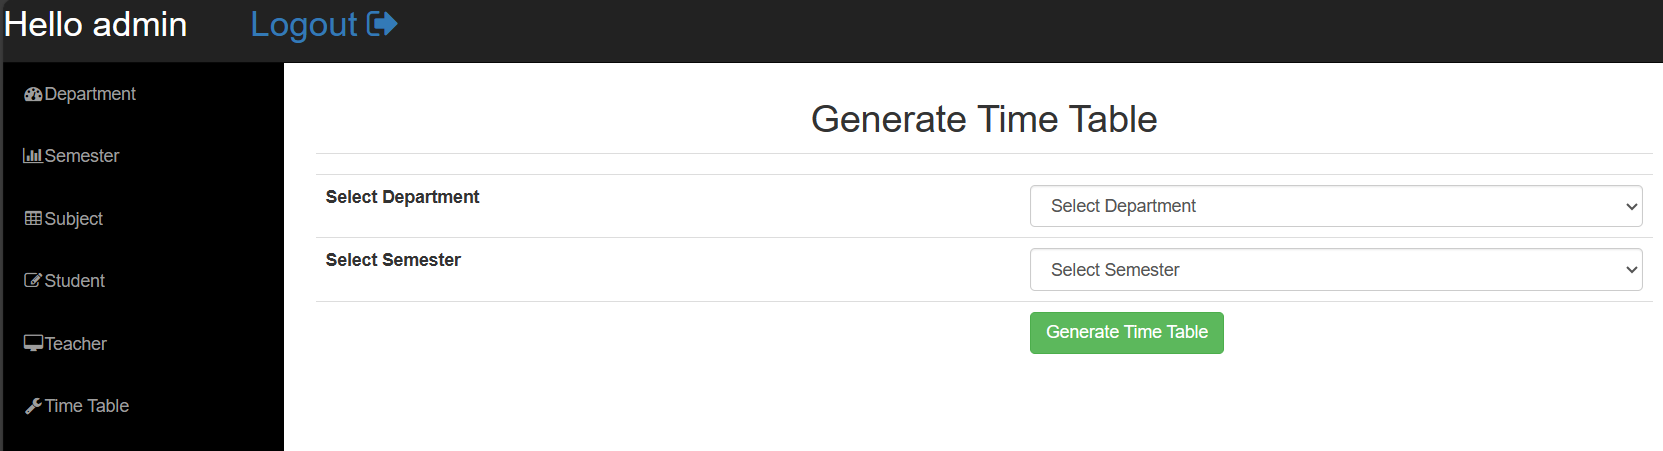 Hello admin Logout
Department
Semester
Subject
Student
Teacher
Time Table
Generate Time Table
Select Department Select Department
Select Semester Select Semester
Generate Time Table